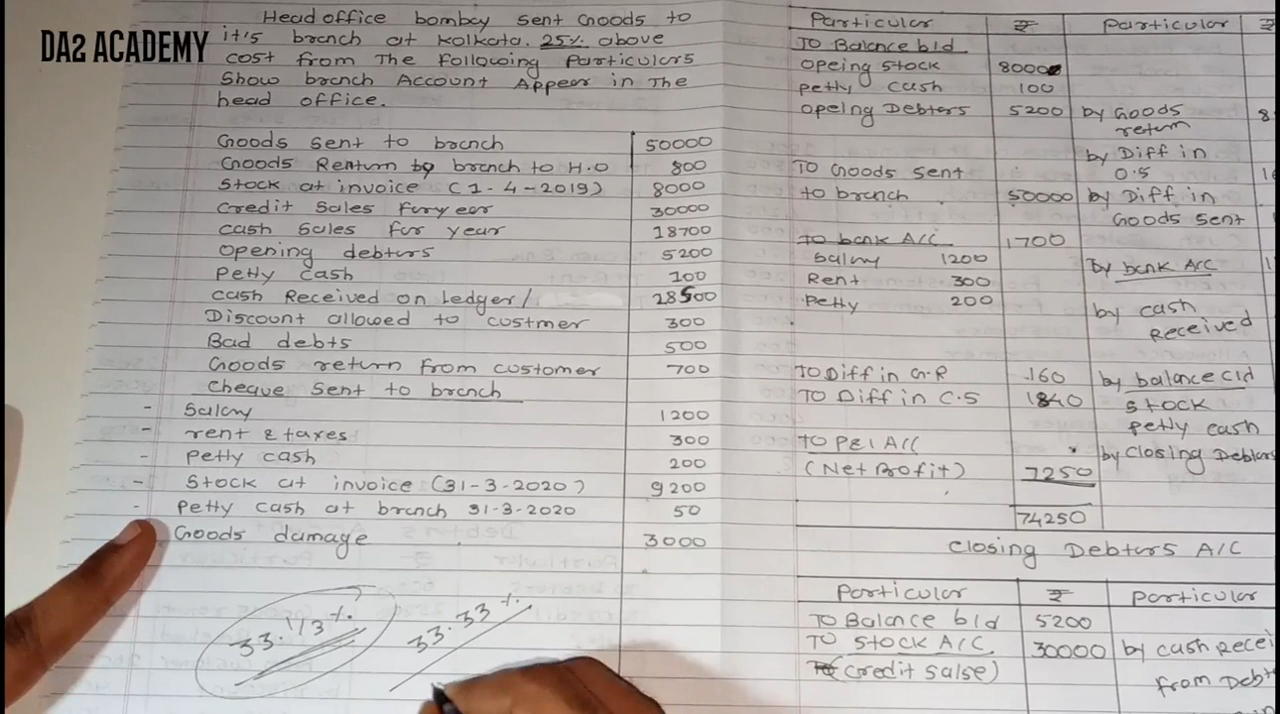 DA2 ACADEMY
Head office bombay sent Goods to
it's branch at Kolkata. 25% above
cost from The Following Particulars
Show branch Account Appear in The
head office.
Goods sent to branch 50000
Goods Renturn by branch to H.O 800
Stock at invoice (1-4-2019) 8000
Credit Sales Furyear 30000
cash Sales for year 18700
opening debtors 5200
Petty cash 100
cash Received on Ledger/ 28500
Discount allowed to custmer 300
Bad debts 500
Goods return from customer 700
cheque sent to branch
- Salary 1200
- rent & taxes 300
- Petty cash 200
- Stock at invoice (31-3-2020) 9200
- Petty cash at branch 31-3-2020 50
Goods damage 3000
33.1/3%
33.33%
Particular ₹ Particular ₹
TO Balance b/d
opeing stock 80000
petty cash 100
opeing Debters 5200 by Goods 8
return
by Diff in
TO Goods sent O.S
to branch 50000 by Diff in
Goods sent
to bank A/C 1700
Salary 1200 by bank A/C
Rent 300
Petty 200 by cash
Received
TO Diff in G.R 160 by balance c/d
TO Diff in C.S 1840 stock
petty cash
TO P&L A/C by closing Deblors
(Net Profit) 7250
74250
closing Debturs A/C
Particular ₹ Particular
TO Balance b/d 5200
TO Stock A/C 30000 by cash Recei
(credit salse) from Debt